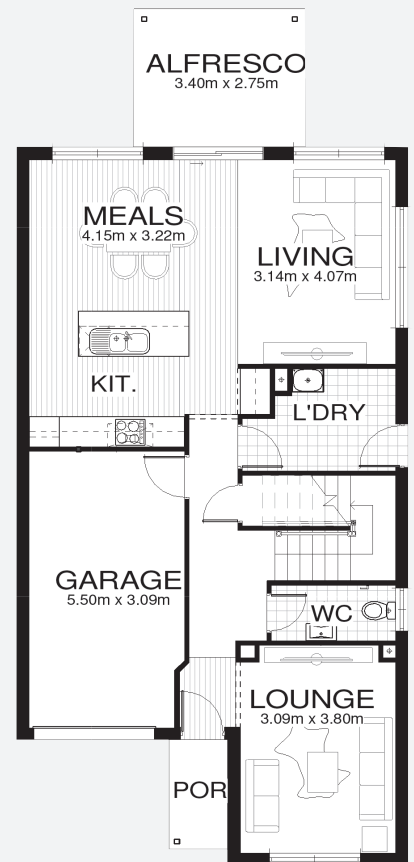 ALFRESCO
3.40m x 2.75m
MEALS
4.15m x 3.22m
LIVING
3.14m x 4.07m
KIT.
L'DRY
GARAGE
5.50m x 3.09m
WC
LOUNGE
3.09m x 3.80m
POR